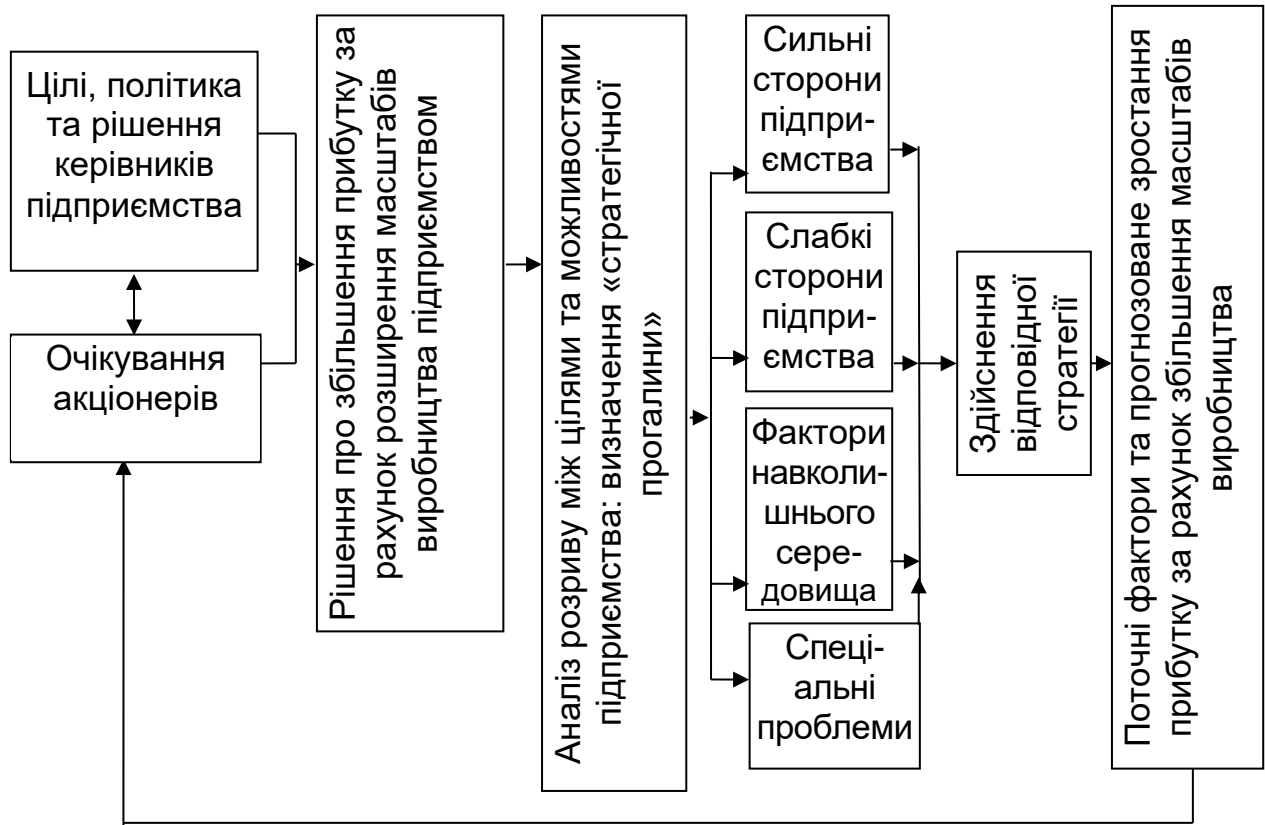 Цілі, політика
та рішення
керівників
підприємства
Очікування
акціонерів
Рішення про збільшення прибутку за
рахунок розширення масштабів
виробництва підприємством
Аналіз розриву між цілями та можливостями
підприємства: визначення «стратегічної
прогалини»
Сильні
сторони
підпри-
ємства
Слабкі
сторони
підпри-
ємства
Фактори
навколи-
шнього
сере-
довища
Спеці-
альні
проблеми
Здійснення
відповідної
стратегії
Поточні фактори та прогнозоване зростання
прибутку за рахунок збільшення масштабів
виробництва